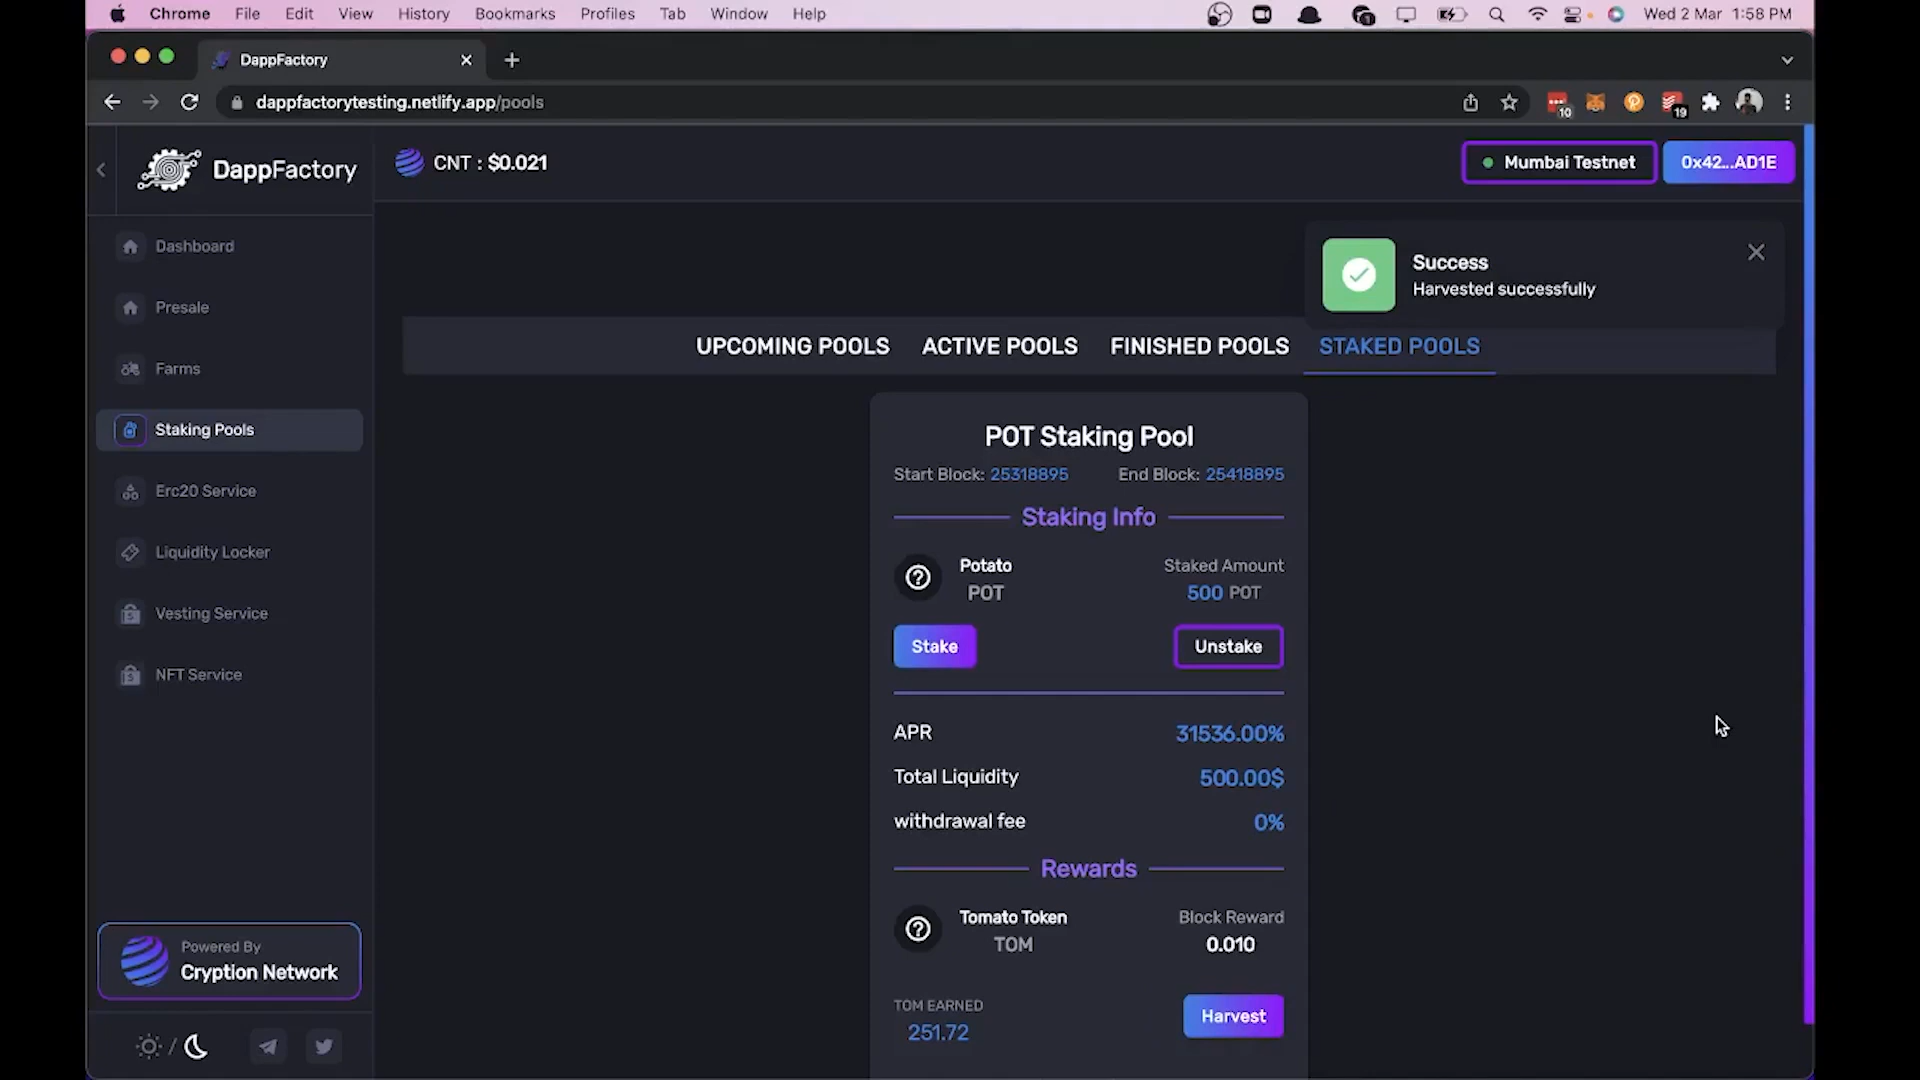 Chrome File Edit View History Bookmarks Profiles Tab Window Help
1
Wed 2 Mar 1:58 PM
DappFactory
dappfactorytesting.netlify.app/pools
10
19
DappFactory
CNT : $0.021
Mumbai Testnet
0x42...AD1E
Dashboard
Presale
Farms
Staking Pools
Erc20 Service
Liquidity Locker
Vesting Service
NFT Service
Powered By
Cryption Network
/
Success
Harvested successfully
UPCOMING POOLS ACTIVE POOLS FINISHED POOLS STAKED POOLS
POT Staking Pool
Start Block: 25318895 End Block: 25418895
Staking Info
Potato Staked Amount
POT 500 POT
Stake Unstake
APR 31536.00%
Total Liquidity 500.00$
withdrawal fee 0%
Rewards
Tomato Token Block Reward
TOM 0.010
TOM EARNED
251.72
Harvest